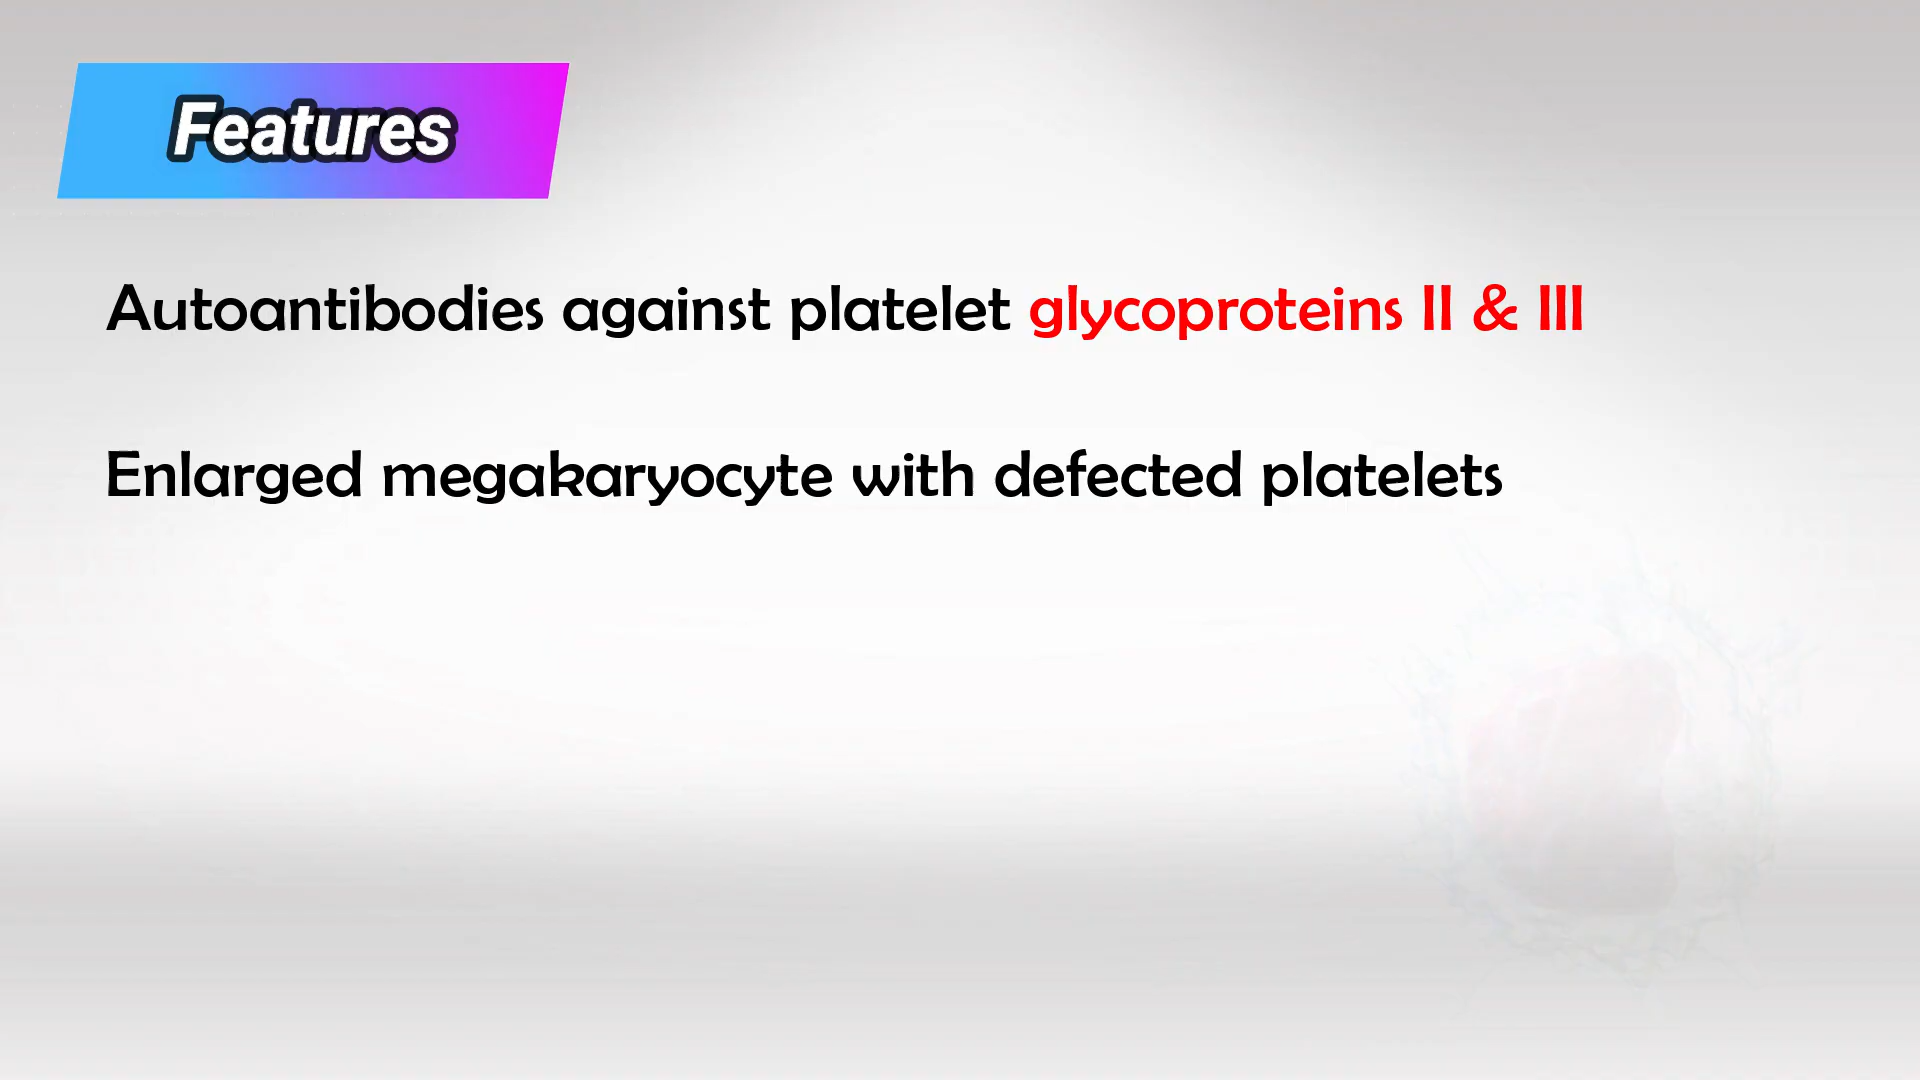 Features
Autoantibodies against platelet glycoproteins II & III
Enlarged megakaryocyte with defected platelets